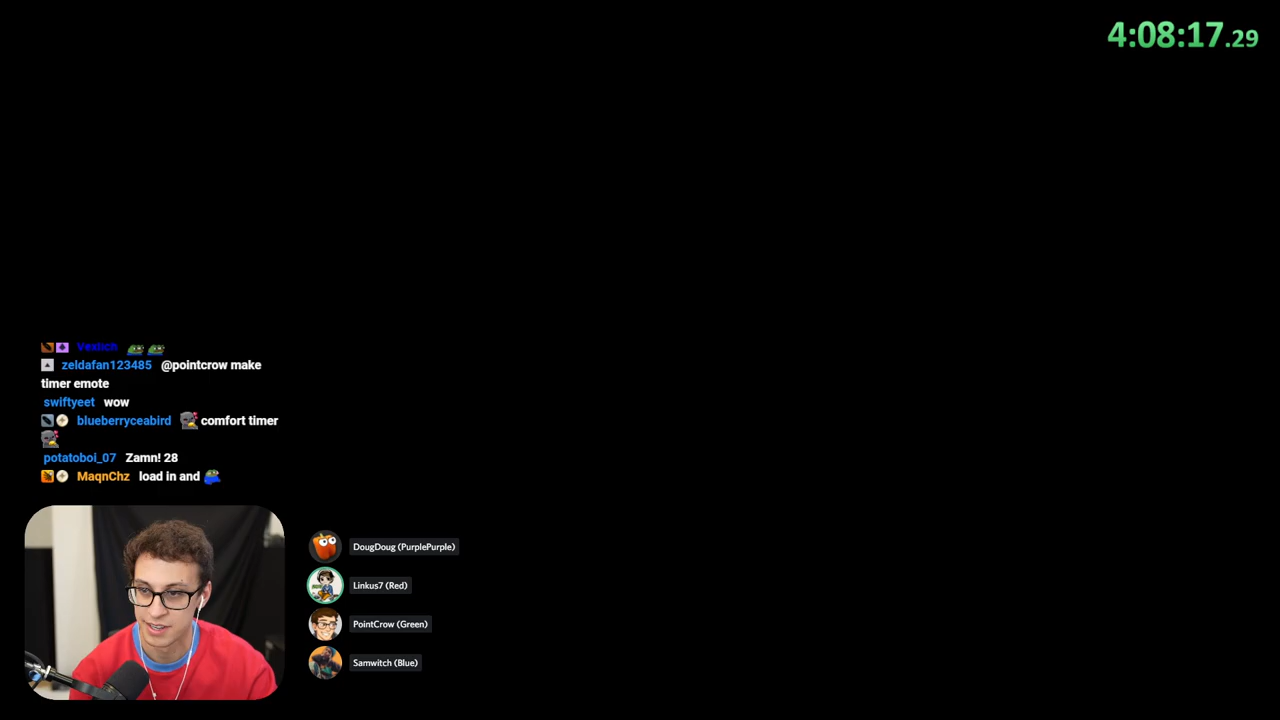 4:08:17.29
Vextich
zeldafan123485 @pointcrow make
timer emote
swiftyeet wow
blueberryceabird comfort timer
potatoboi_07 Zamn! 28
MaqnChz load in and
DougDoug (PurplePurple)
Linkus7 (Red)
PointCrow (Green)
Samwitch (Blue)